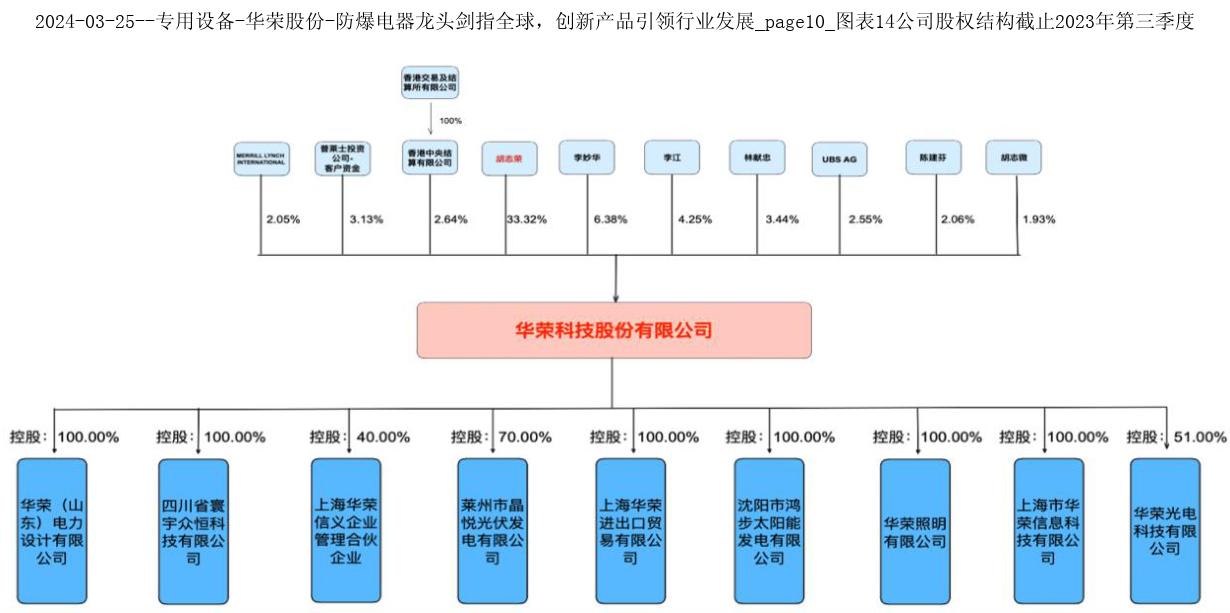 2024-03-25--专用设备-华荣股份-防爆电器龙头剑指全球，创新产品引领行业发展_page10_图表14公司股权结构截止2023年第三季度
香港交易及结
算所有限公司
100%
MERRILL LYNCH
INTERNATIONAL
普莱士投资
公司-
客户资金
香港中央结
算有限公司
胡志荣
李妙华
李江
林献忠
UBS AG
陈建芬
胡志微
2.05%
3.13%
2.64%
33.32%
6.38%
4.25%
3.44%
2.55%
2.06%
1.93%
华荣科技股份有限公司
控股：100.00%
控股：100.00%
控股：40.00%
控股：70.00%
控股：100.00%
控股：100.00%
控股：100.00%
控股：100.00%
控股：51.00%
华荣（山
东）电力
设计有限
公司
四川省寰
宇众恒科
技有限公
司
上海华荣
信义企业
管理合伙
企业
莱州市晶
悦光伏发
电有限公
司
上海华荣
进出口贸
易有限公
司
沈阳市鸿
步太阳能
发电有限
公司
华荣照明
有限公司
上海市华
荣信息科
技有限公
司
华荣光电
科技有限
公司